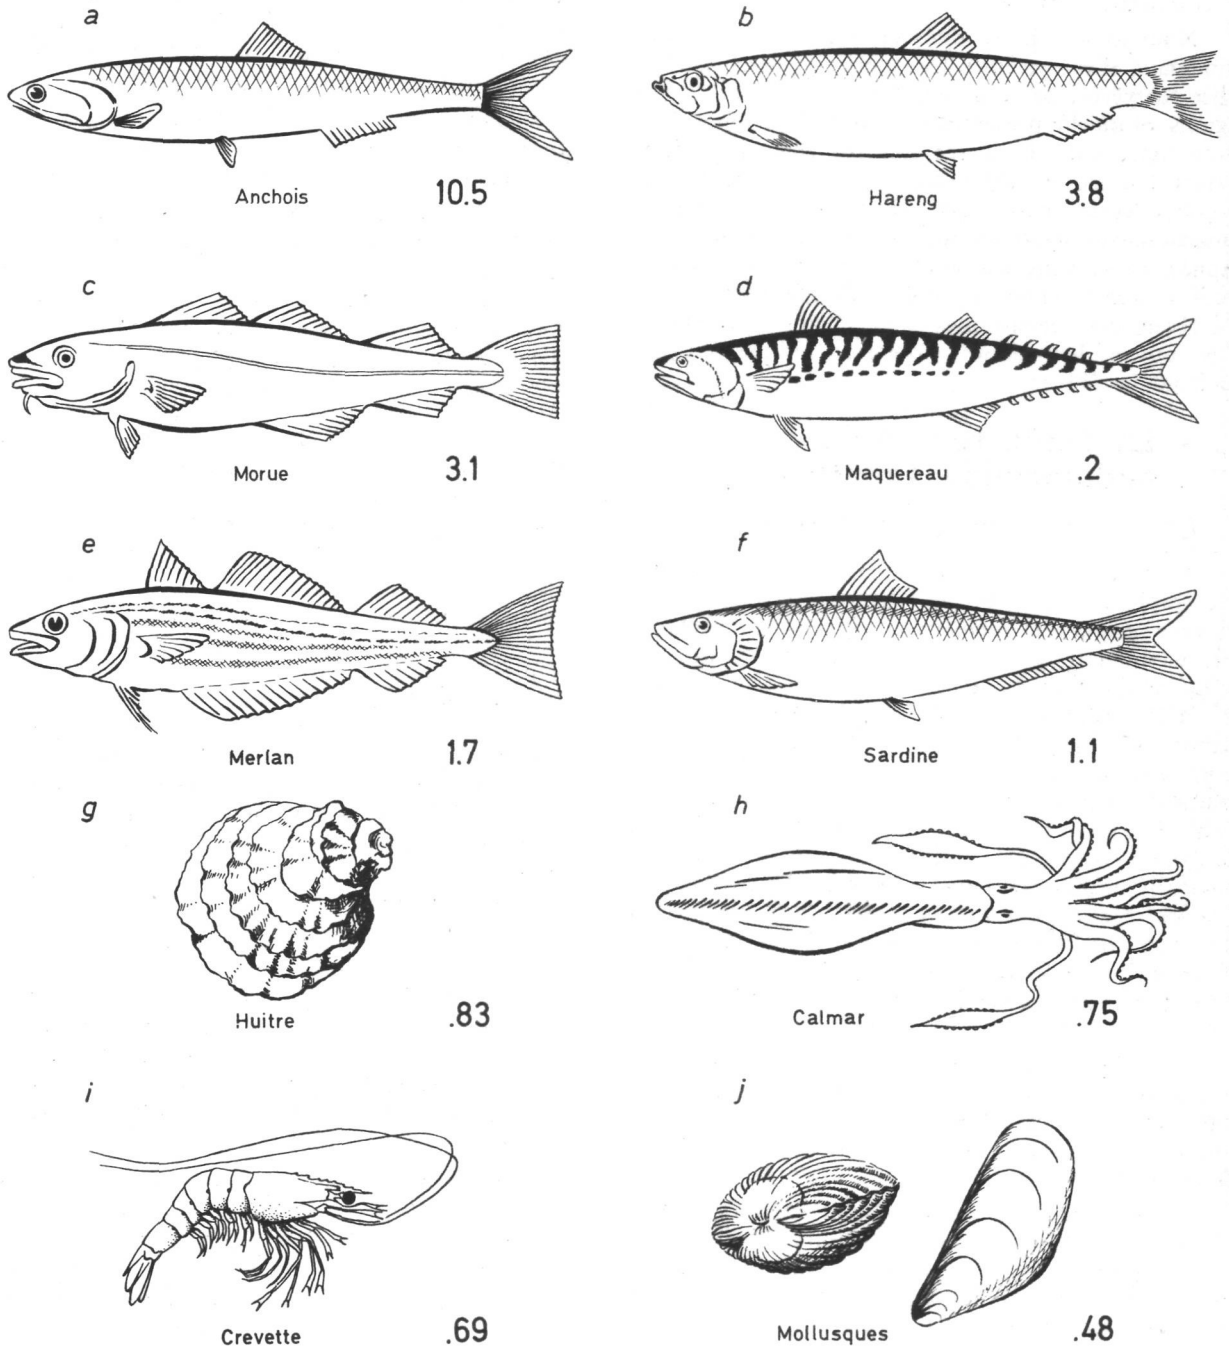 a
b
Anchois 10.5
Hareng 3.8
c
d
Morue 3.1
Maquereau .2
e
f
Merlan 1.7
Sardine 1.1
g
h
Huitre .83
Calmar .75
i
j
Crevette .69
Mollusques .48